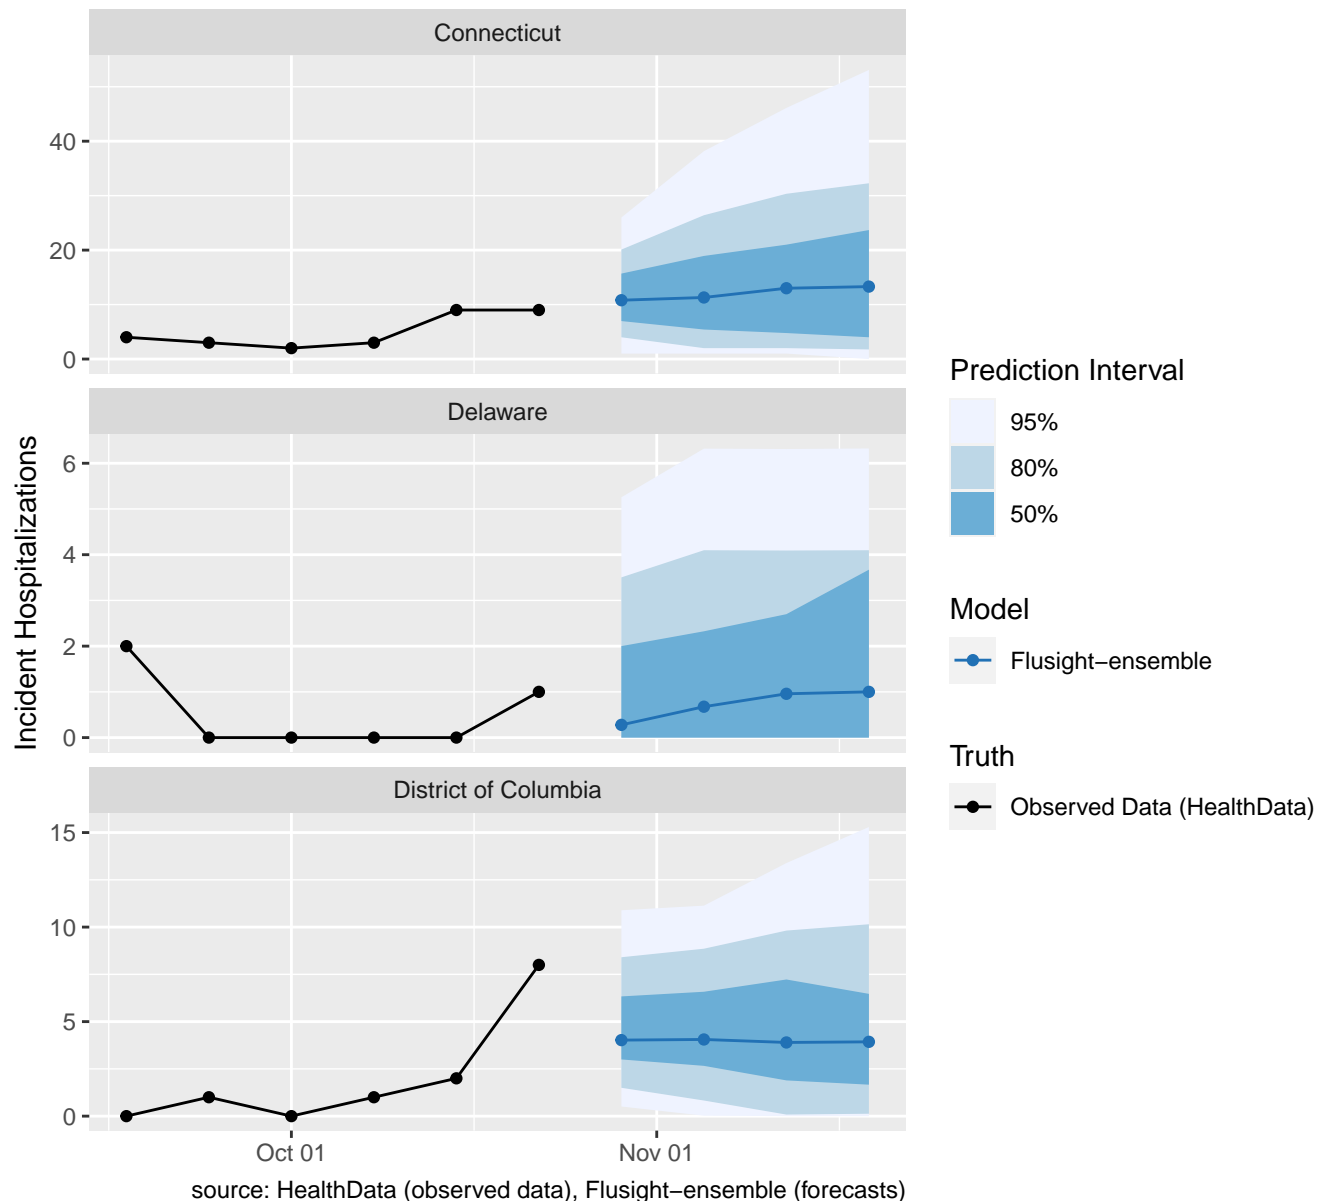 Connecticut
40
20
0
Delaware
6
4
2
0
District of Columbia
15
10
5
0
Oct 01
Nov 01
Incident Hospitalizations
source: HealthData (observed data), Flusight−ensemble (forecasts)
Prediction Interval
95%
80%
50%
Model
Flusight−ensemble
Truth
Observed Data (HealthData)